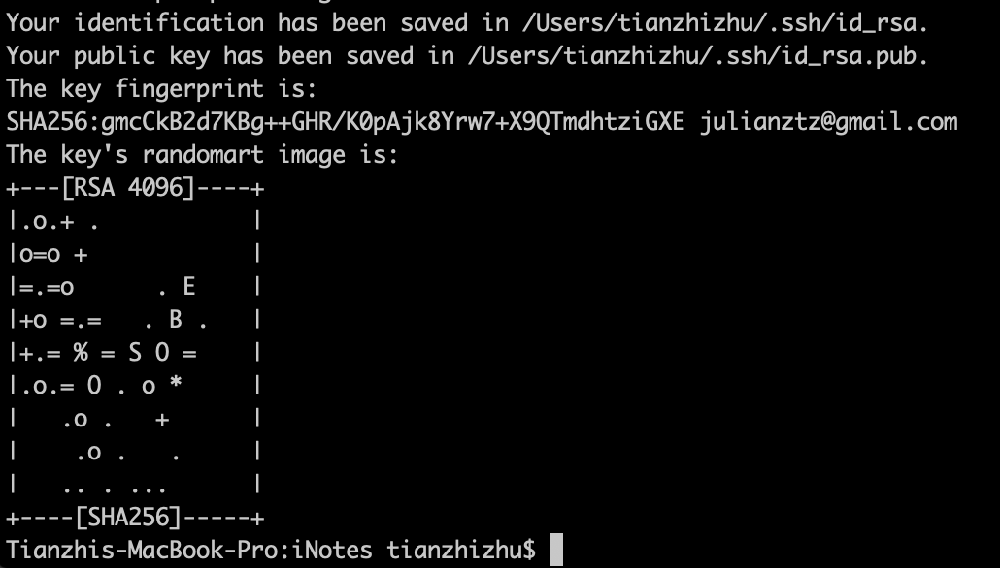 Your identification has been saved in /Users/tianzhizhu/.ssh/id_rsa.
Your public key has been saved in /Users/tianzhizhu/.ssh/id_rsa.pub.
The key fingerprint is:
SHA256:gmcCkB2d7KBg++GHR/K0pAjk8Yrw7+X9QTmdhtziGXE julianztz@gmail.com
The key's randomart image is:
+---[RSA 4096]----+
|.o.+ .           |
|o=o +            |
|=.=o      . E    |
|+o =.=   . B .   |
|+.= % = S O =    |
|.o.= O . o *     |
|   .o .   +      |
|    .o .   .     |
|   .. . ...      |
+----[SHA256]-----+
Tianzhis-MacBook-Pro:iNotes tianzhizhu$